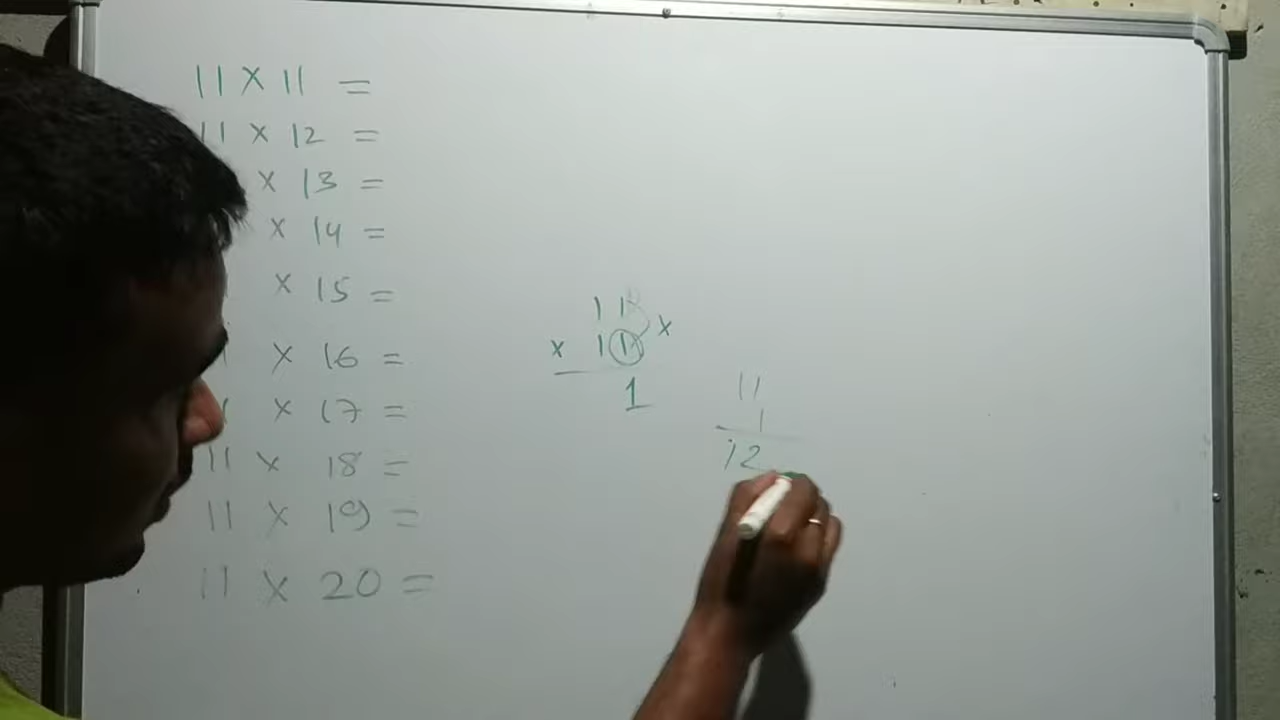 11 X 11 =
11 X 12 =
X 13 =
X 14 =
X 15 =
X 16 =
X 17 =
11 X 18 =
11 X 19 =
11 X 20 =
11
X 11 X
1
11
1
12